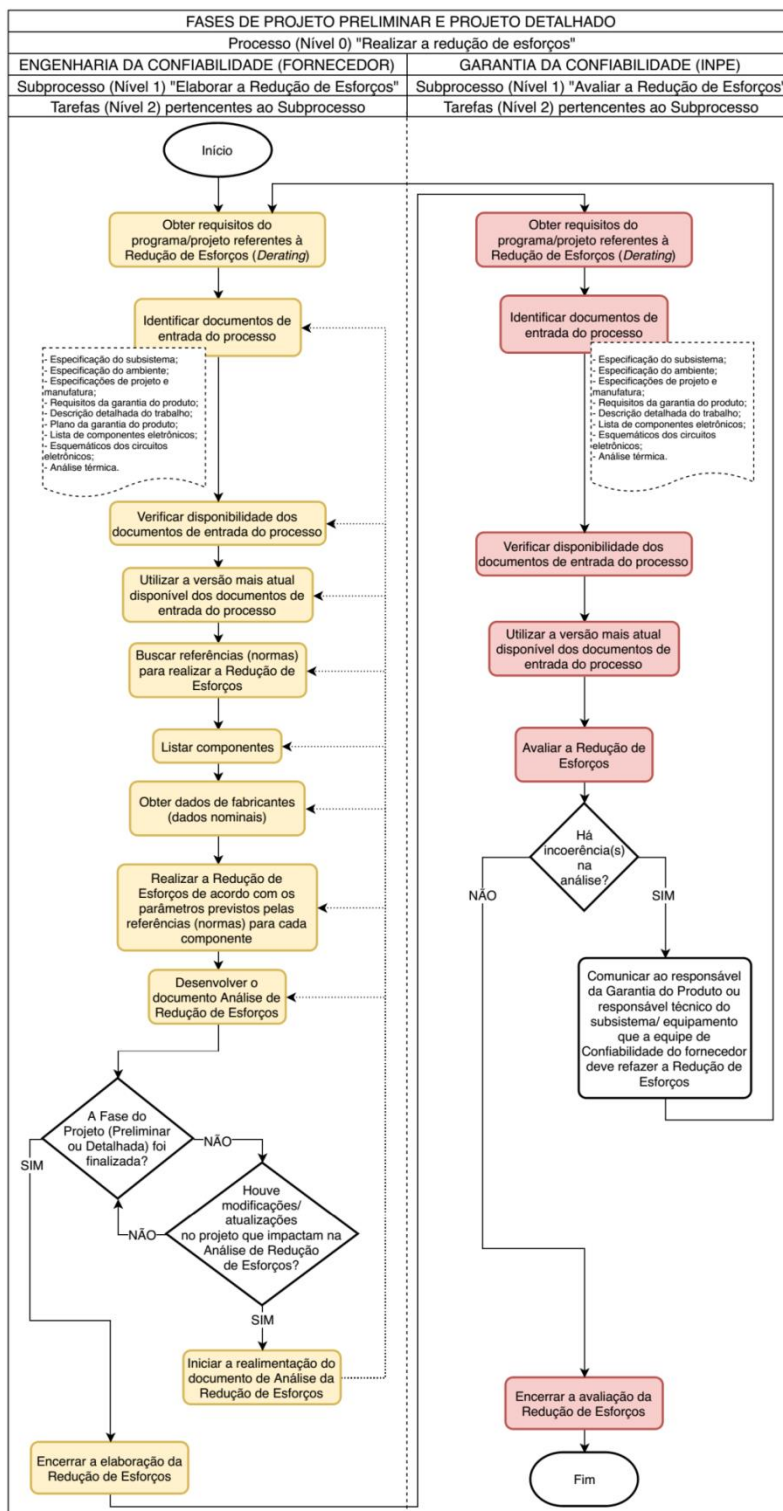 FASES DE PROJETO PRELIMINAR E PROJETO DETALHADO
Processo (Nível 0) "Realizar a redução de esforços"
ENGENHARIA DA CONFIABILIDADE (FORNECEDOR)
Subprocesso (Nível 1) "Elaborar a Redução de Esforços"
Tarefas (Nível 2) pertencentes ao Subprocesso
Início
Obter requisitos do
programa/projeto referentes à
Redução de Esforços (Derating)
Identificar documentos de
entrada do processo
- Especificação do subsistema;
- Especificação do ambiente;
- Especificações de projeto e
manufatura;
- Requisitos da garantia do produto;
- Descrição detalhada do trabalho;
- Plano da garantia do produto;
- Lista de componentes eletrônicos;
- Esquemáticos dos circuitos
eletrônicos;
- Análise térmica.
Verificar disponibilidade dos
documentos de entrada do processo
Utilizar a versão mais atual
disponível dos documentos de
entrada do processo
Buscar referências (normas)
para realizar a Redução de
Esforços
Listar componentes
Obter dados de fabricantes
(dados nominais)
Realizar a Redução de
Esforços de acordo com os
parâmetros previstos pelas
referências (normas) para cada
componente
Desenvolver o
documento Análise de
Redução de Esforços
A Fase do
Projeto (Preliminar
ou Detalhada) foi
finalizada?
SIM
NÃO
Houve
modificações/
atualizações
no projeto que impactam na
Análise de Redução
de Esforços?
NÃO
SIM
Iniciar a realimentação do
documento de Análise da
Redução de Esforços
Encerrar a elaboração da
Redução de Esforços
GARANTIA DA CONFIABILIDADE (INPE)
Subprocesso (Nível 1) "Avaliar a Redução de Esforços"
Tarefas (Nível 2) pertencentes ao Subprocesso
Obter requisitos do
programa/projeto referentes à
Redução de Esforços (Derating)
Identificar documentos de
entrada do processo
- Especificação do subsistema;
- Especificação do ambiente;
- Especificações de projeto e
manufatura;
- Requisitos da garantia do produto;
- Descrição detalhada do trabalho;
- Lista de componentes eletrônicos;
- Esquemáticos dos circuitos
eletrônicos;
- Análise térmica.
Verificar disponibilidade dos
documentos de entrada do processo
Utilizar a versão mais atual
disponível dos documentos de
entrada do processo
Avaliar a Redução de
Esforços
Há
incoerência(s)
na
análise?
NÃO
SIM
Comunicar ao responsável
da Garantia do Produto ou
responsável técnico do
subsistema/ equipamento
que a equipe de
Confiabilidade do fornecedor
deve refazer a Redução de
Esforços
Encerrar a avaliação da
Redução de Esforços
Fim